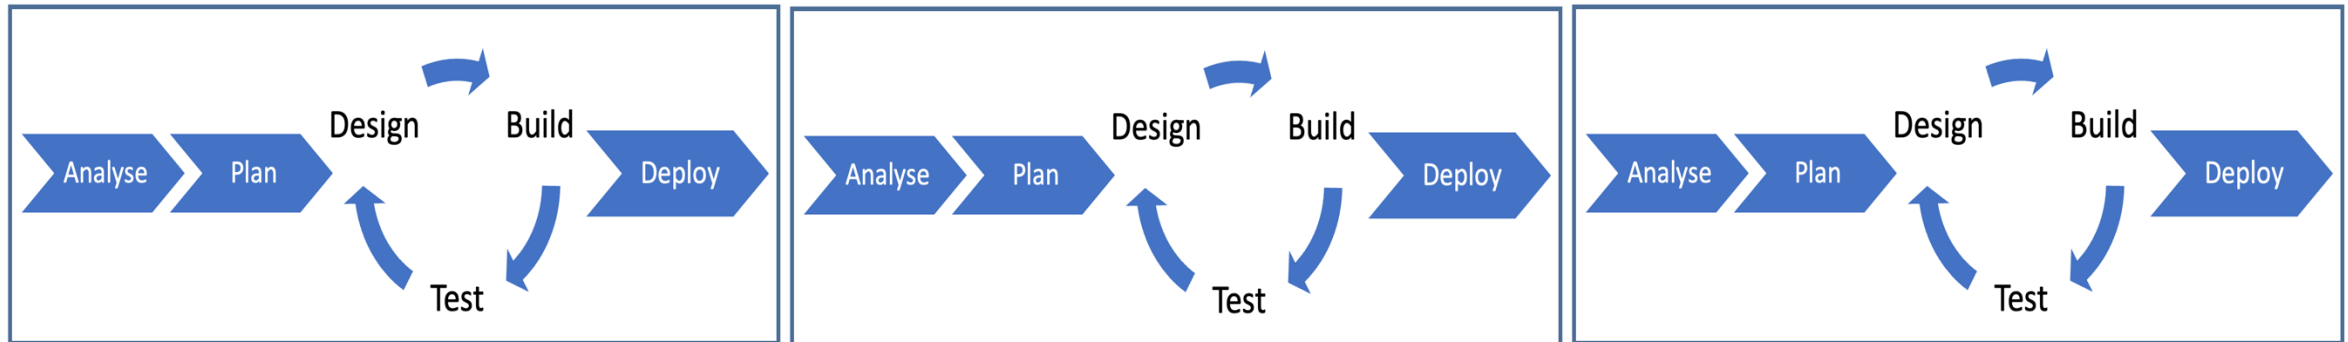 Analyse
Plan
Design
Build
Test
Deploy
Analyse
Plan
Design
Build
Test
Deploy
Analyse
Plan
Design
Build
Test
Deploy